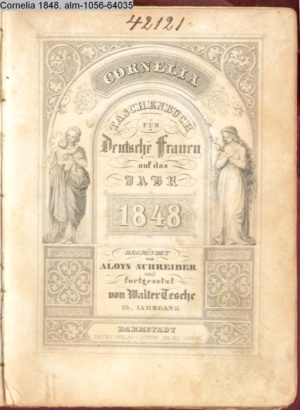 Cornelia 1848. alm-1056-64035
42121
CORNELIA
TASCHENBUCH
FÜR
Deutsche Frauen
auf das
JAHR
1848
BEGRÜNDET
von
ALOYS SCHREIBER
und
fortgesetzt
von Walter Tesche
JAHRGANG
DARMSTADT